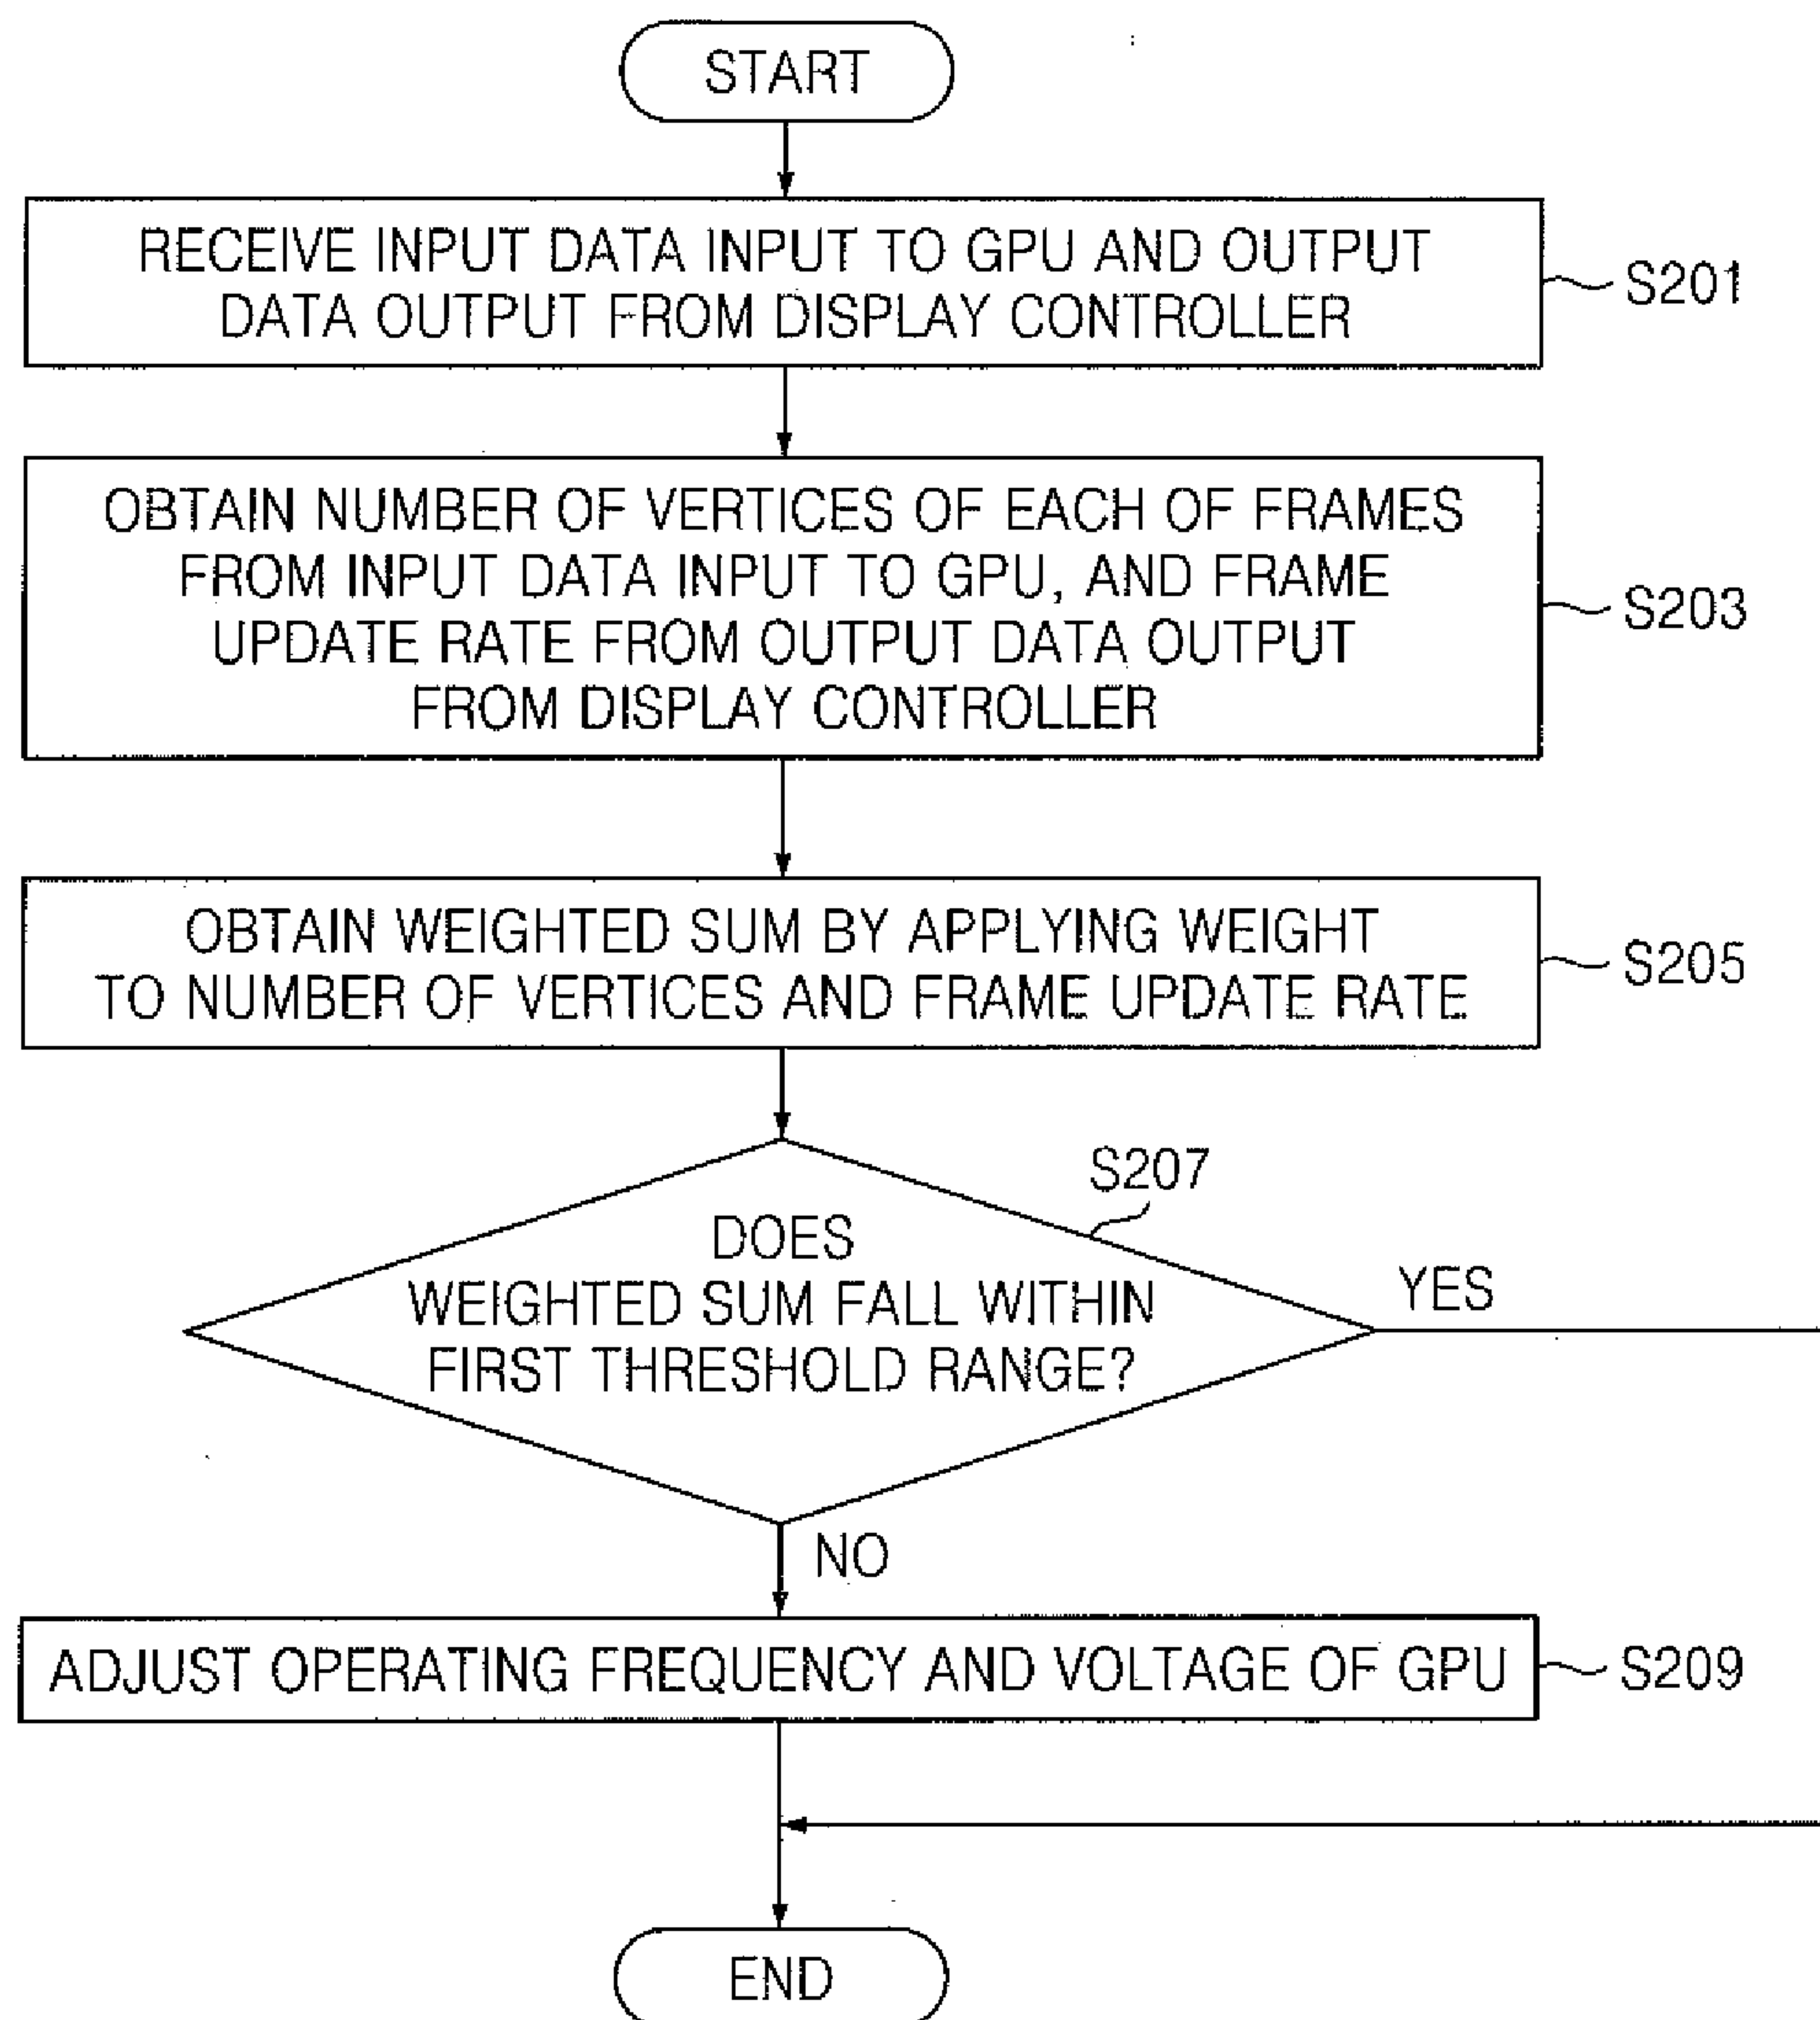 START
RECEIVE INPUT DATA INPUT TO GPU AND OUTPUT
DATA OUTPUT FROM DISPLAY CONTROLLER
S201
OBTAIN NUMBER OF VERTICES OF EACH OF FRAMES
FROM INPUT DATA INPUT TO GPU, AND FRAME
UPDATE RATE FROM OUTPUT DATA OUTPUT
FROM DISPLAY CONTROLLER
S203
OBTAIN WEIGHTED SUM BY APPLYING WEIGHT
TO NUMBER OF VERTICES AND FRAME UPDATE RATE
S205
S207
DOES
WEIGHTED SUM FALL WITHIN
FIRST THRESHOLD RANGE?
YES
NO
ADJUST OPERATING FREQUENCY AND VOLTAGE OF GPU
S209
END